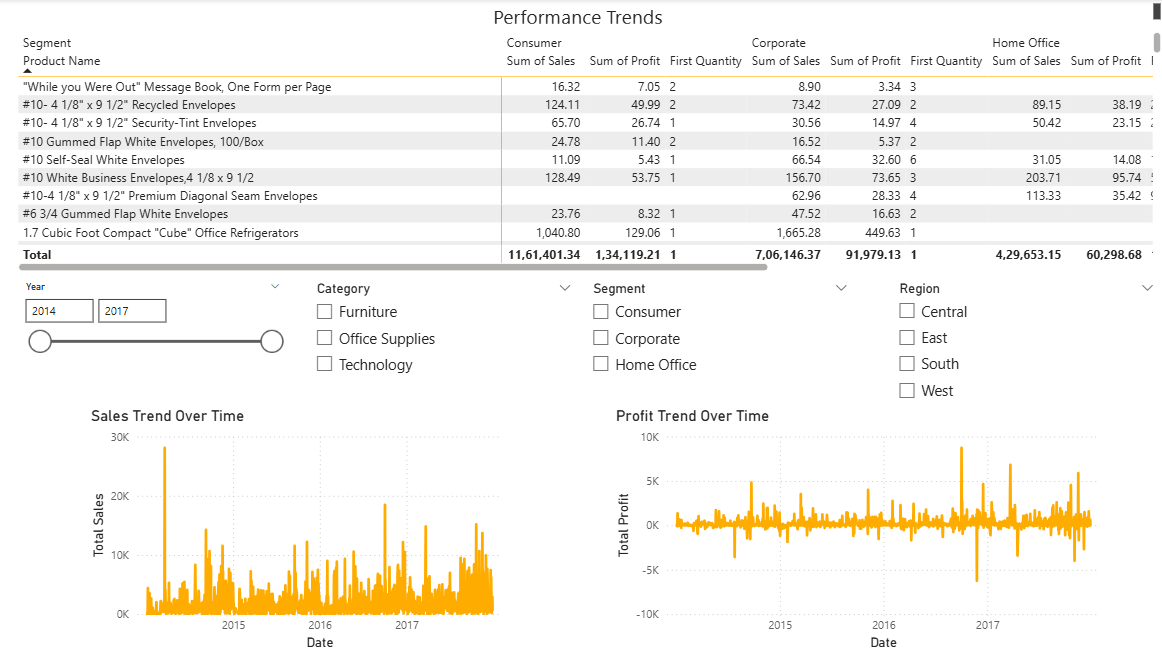 Performance Trends
Segment Consumer Corporate Home Office
Product Name Sum of Sales Sum of Profit First Quantity Sum of Sales Sum of Profit First Quantity Sum of Sales Sum of Profit
"While you Were Out" Message Book, One Form per Page 16.32 7.05 2 8.90 3.34 3
#10- 4 1/8" x 9 1/2" Recycled Envelopes 124.11 49.99 2 73.42 27.09 2 89.15 38.19
#10- 4 1/8" x 9 1/2" Security-Tint Envelopes 65.70 26.74 1 30.56 14.97 4 50.42 23.15
#10 Gummed Flap White Envelopes, 100/Box 24.78 11.40 2 16.52 5.37 2
#10 Self-Seal White Envelopes 11.09 5.43 1 66.54 32.60 6 31.05 14.08
#10 White Business Envelopes,4 1/8 x 9 1/2 128.49 53.75 1 156.70 73.65 3 203.71 95.74
#10-4 1/8" x 9 1/2" Premium Diagonal Seam Envelopes 62.96 28.33 4 113.33 35.42
#6 3/4 Gummed Flap White Envelopes 23.76 8.32 1 47.52 16.63 2
1.7 Cubic Foot Compact "Cube" Office Refrigerators 1,040.80 129.06 1 1,665.28 449.63 1
Total 11,61,401.34 1,34,119.21 1 7,06,146.37 91,979.13 1 4,29,653.15 60,298.68
Year
2014 2017
Category
Furniture
Office Supplies
Technology
Segment
Consumer
Corporate
Home Office
Region
Central
East
South
West
Sales Trend Over Time
30K
20K
10K
0K
Total Sales
2015 2016 2017
Date
Profit Trend Over Time
10K
5K
0K
-5K
-10K
Total Profit
2015 2016 2017
Date